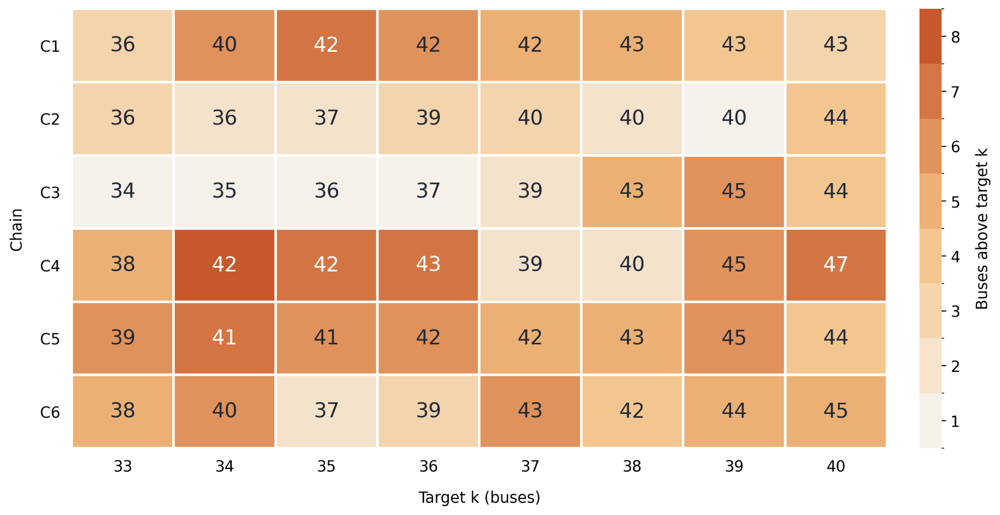 C1 36 40 42 42 42 43 43 43
C2 36 36 37 39 40 40 40 44
C3 34 35 36 37 39 43 45 44
C4 38 42 42 43 39 40 45 47
C5 39 41 41 42 42 43 45 44
C6 38 40 37 39 43 42 44 45
33 34 35 36 37 38 39 40
Target k (buses)
Chain
8
7
6
5
4
3
2
1
Buses above target k